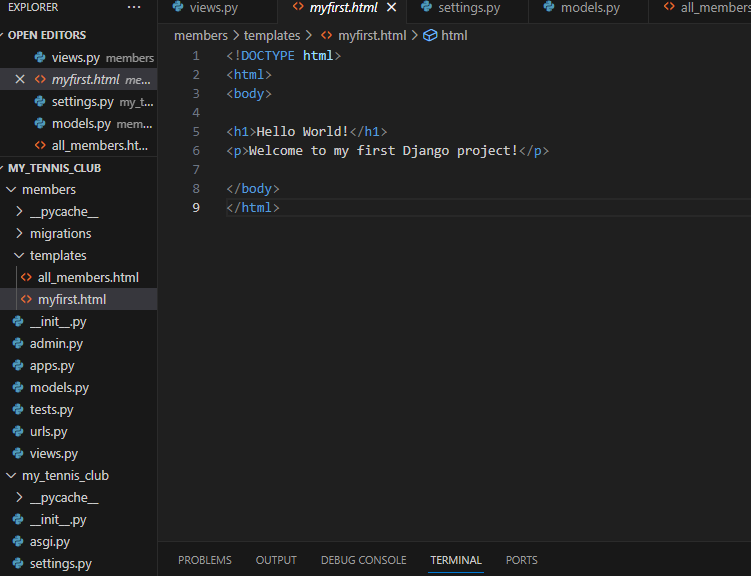 EXPLORER
OPEN EDITORS
views.py members
myfirst.html me...
settings.py my_t...
models.py mem...
all_members.ht...
MY_TENNIS_CLUB
members
__pycache__
migrations
templates
all_members.html
myfirst.html
__init__.py
admin.py
apps.py
models.py
tests.py
urls.py
views.py
my_tennis_club
__pycache__
__init__.py
asgi.py
settings.py
views.py myfirst.html settings.py models.py all_members
members > templates > myfirst.html > html
1 <!DOCTYPE html>
2 <html>
3 <body>
4
5 <h1>Hello World!</h1>
6 <p>Welcome to my first Django project!</p>
7
8 </body>
9 </html>
PROBLEMS OUTPUT DEBUG CONSOLE TERMINAL PORTS